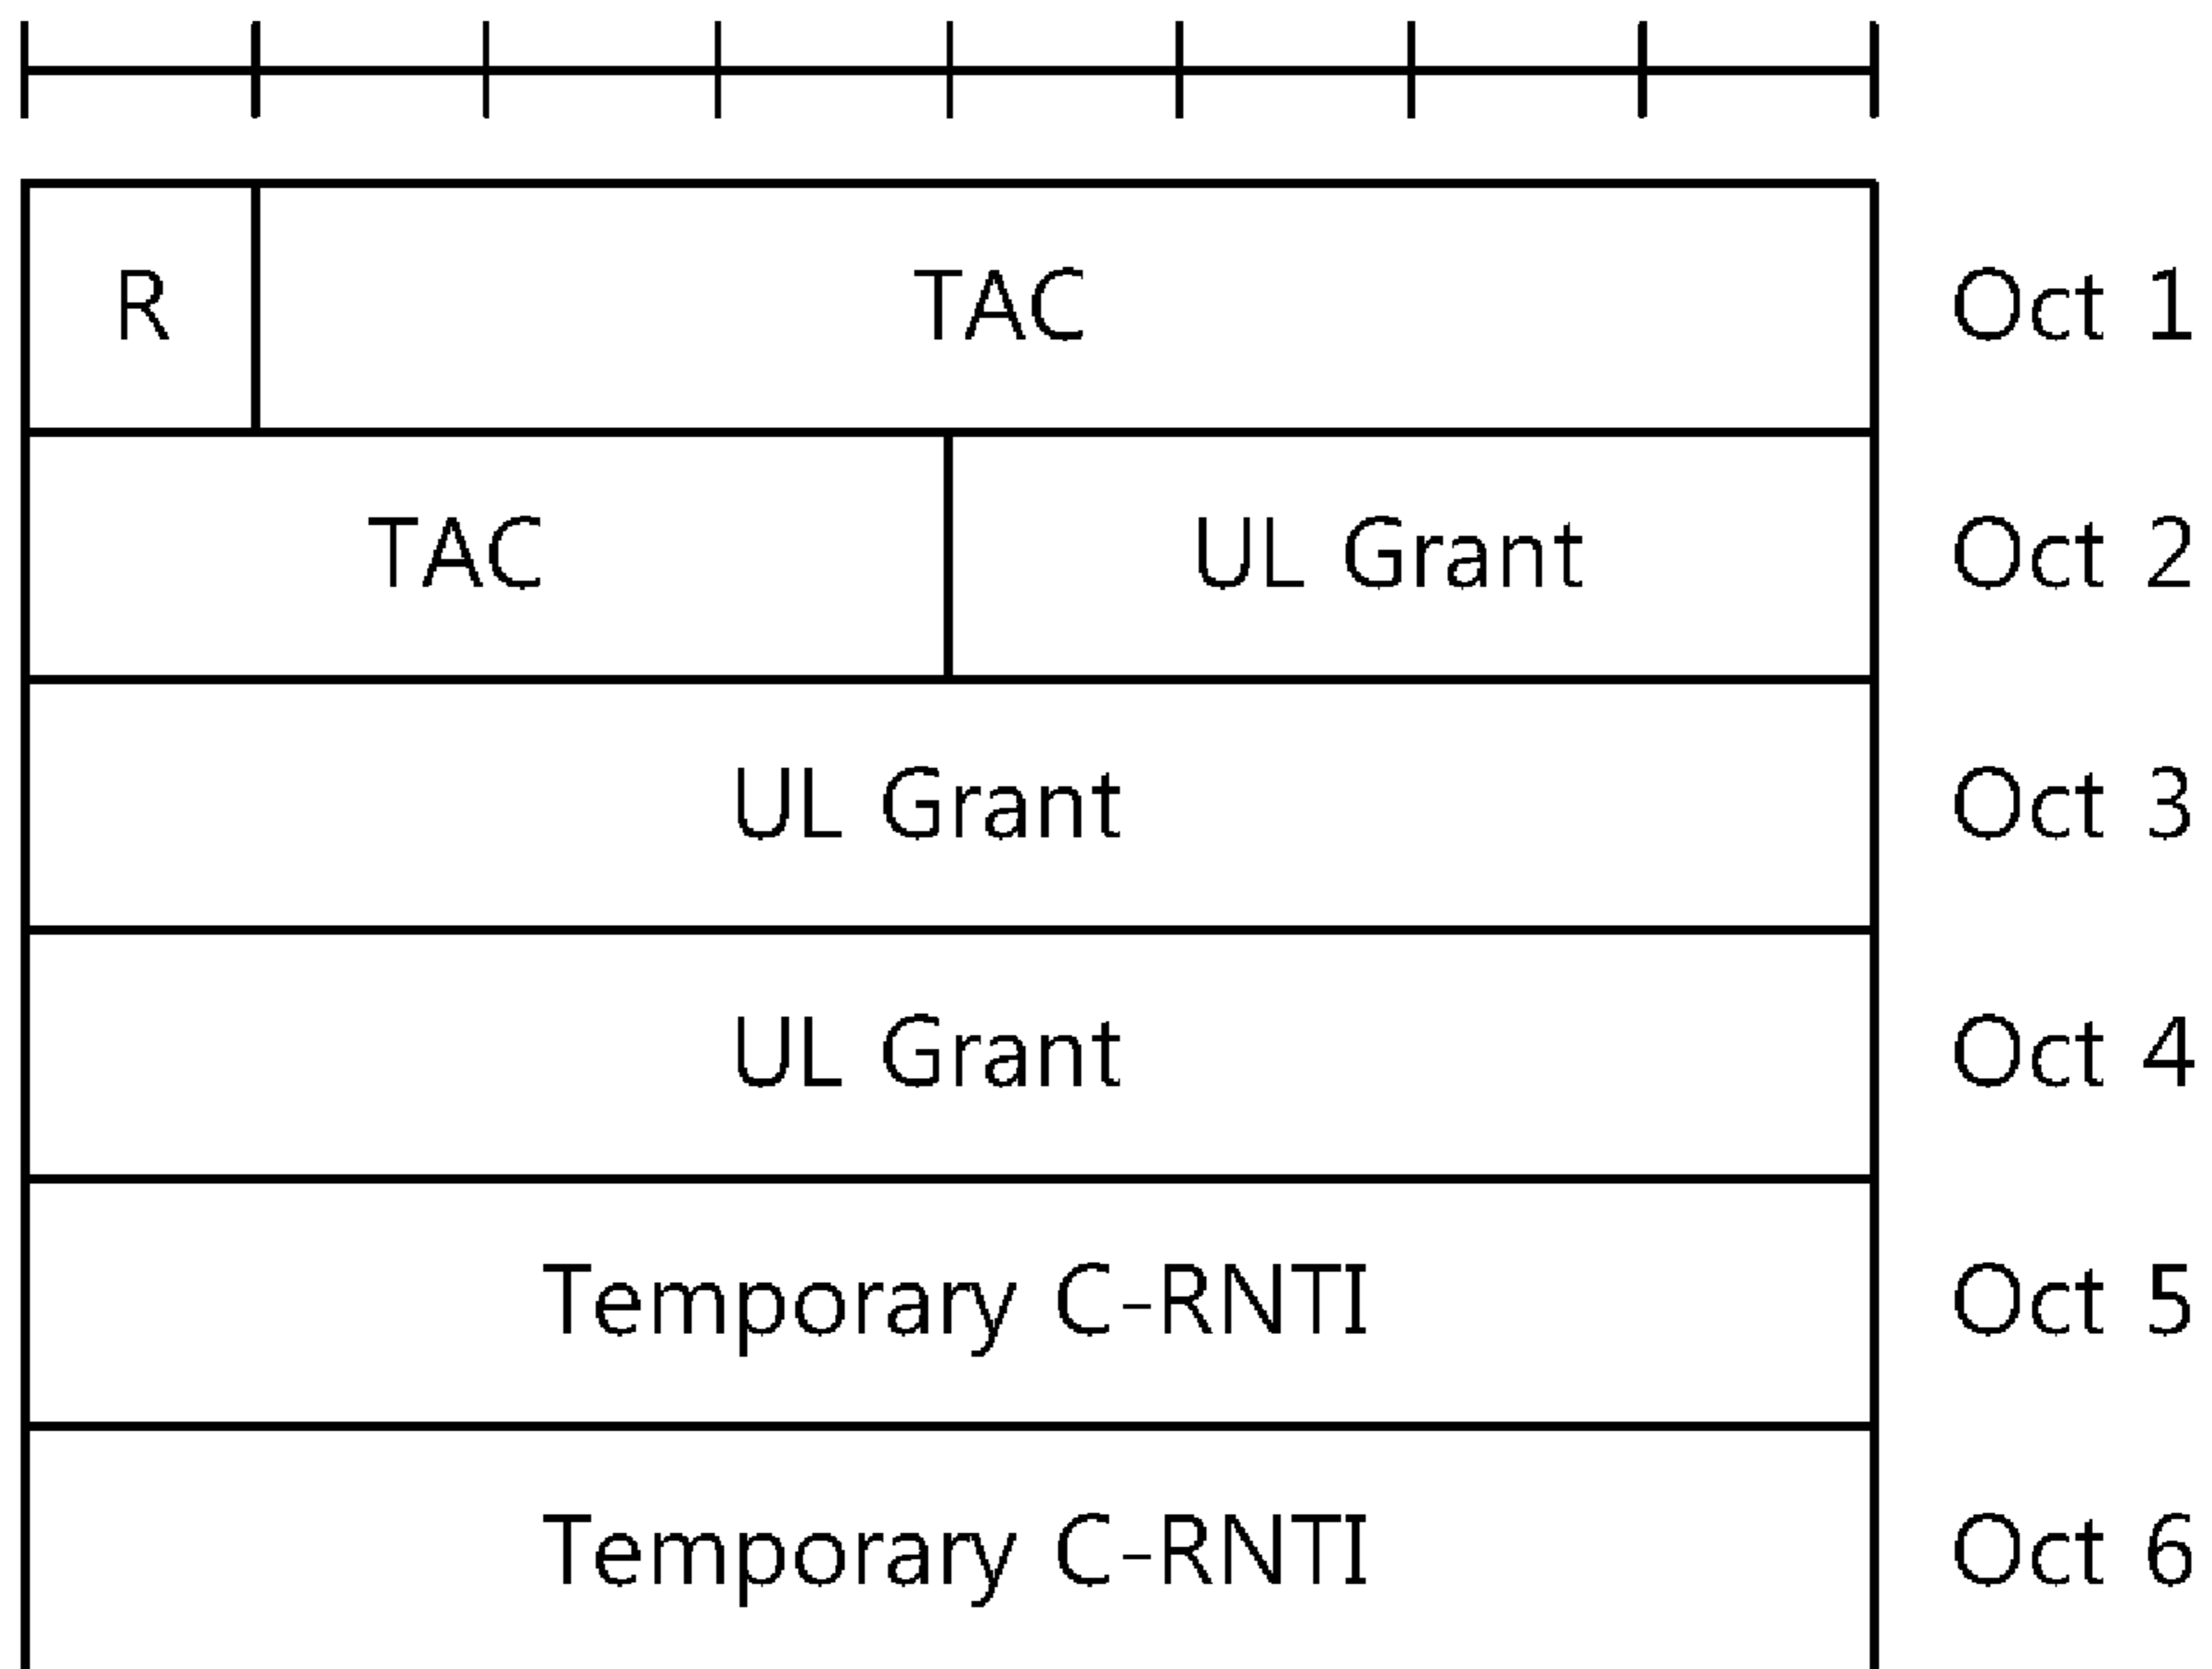 R TAC Oct 1
TAC UL Grant Oct 2
UL Grant Oct 3
UL Grant Oct 4
Temporary C-RNTI Oct 5
Temporary C-RNTI Oct 6